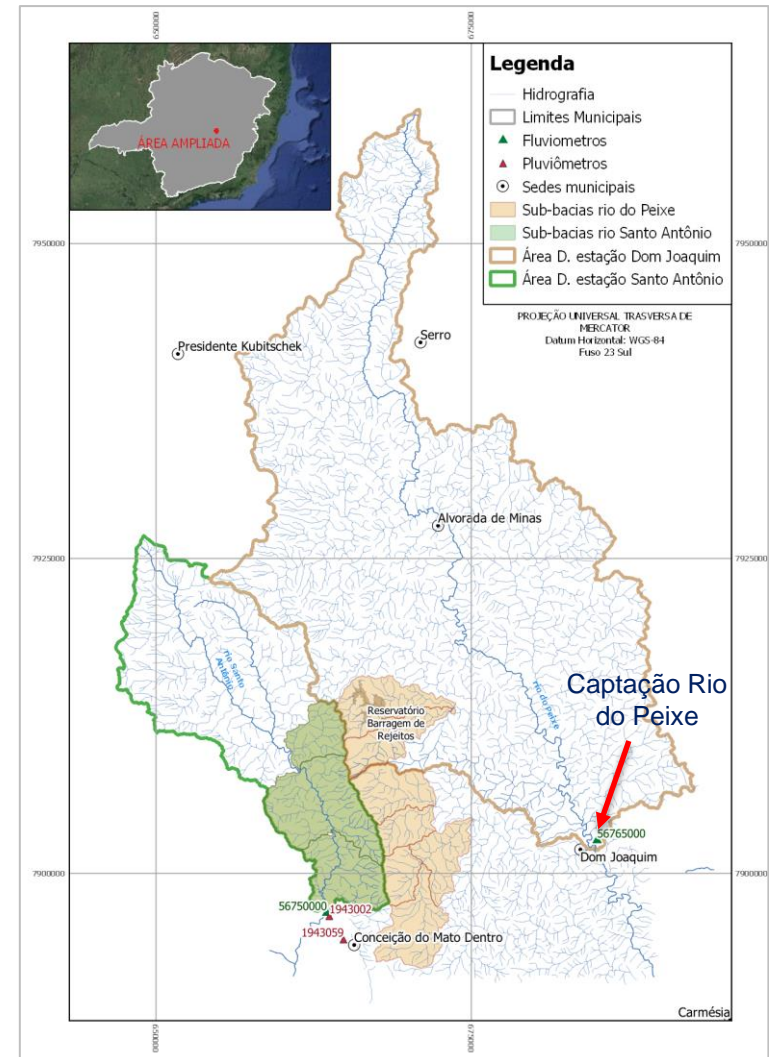 650000
675000
ÁREA AMPLIADA
Legenda
Hidrografia
Limites Municipais
Fluviometros
Pluviômetros
Sedes municipais
Sub-bacias rio do Peixe
Sub-bacias rio Santo Antônio
Área D. estação Dom Joaquim
Área D. estação Santo Antônio
PROJEÇÃO UNIVERSAL TRASVERSA DE
MERCATOR
Datum Horizontal: WGS-84
Fuso 23 Sul
7950000
7950000
Presidente Kubitschek
Serro
Alvorada de Minas
7925000
7925000
rio Santo
Antônio
rio do Peixe
Captação Rio
do Peixe
Reservatório
Barragem de
Rejeitos
56765000
Dom Joaquim
7900000
7900000
56750000
1943002
1943059
Conceição do Mato Dentro
Carmésia
650000
675000